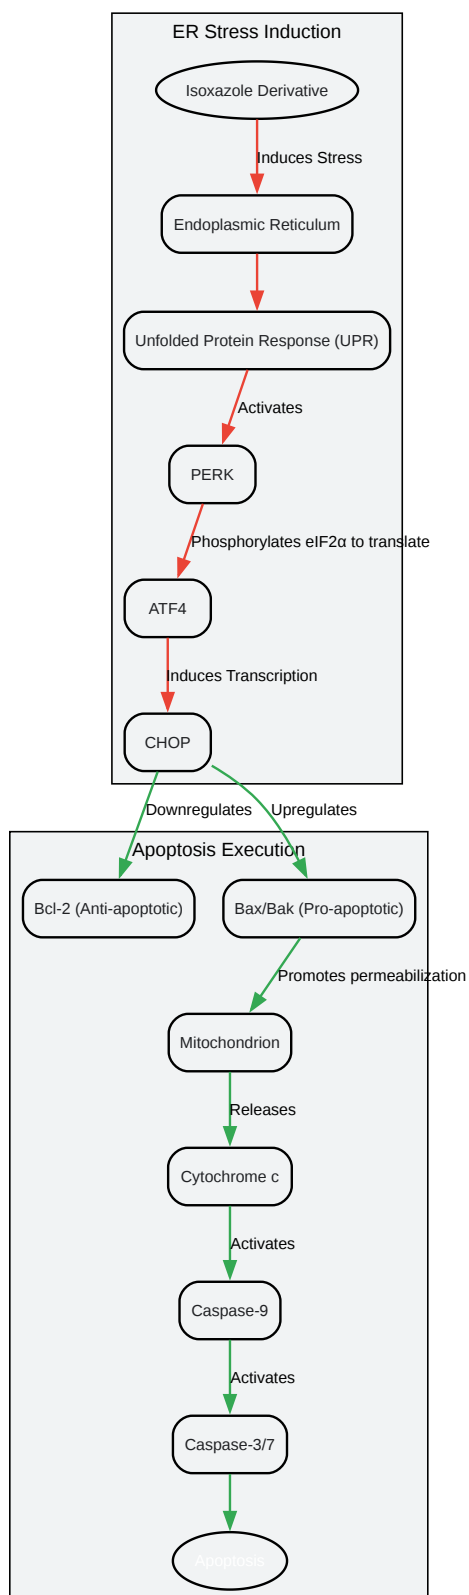 ER Stress Induction
Isoxazole Derivative
Induces Stress
Endoplasmic Reticulum
Unfolded Protein Response (UPR)
Activates
PERK
Phosphorylates eIF2α to translate
ATF4
Induces Transcription
CHOP
Downregulates
Upregulates
Apoptosis Execution
Bcl-2 (Anti-apoptotic)
Bax/Bak (Pro-apoptotic)
Promotes permeabilization
Mitochondrion
Releases
Cytochrome c
Activates
Caspase-9
Activates
Caspase-3/7
Apoptosis